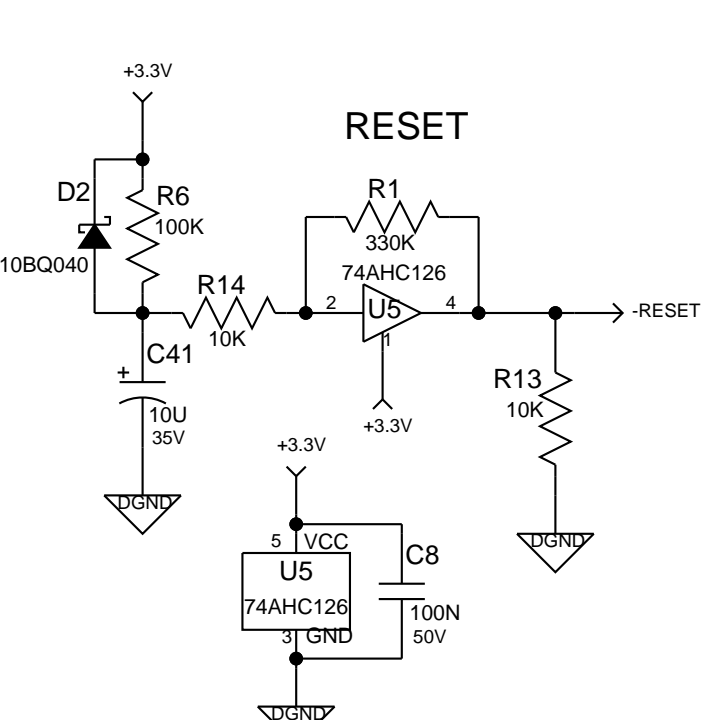 +3.3V
RESET
D2
R6
100K
10BQ040
R1
330K
74AHC126
R14
10K
2
U5
4
1
-RESET
C41
+
10U
35V
+3.3V
R13
10K
DGND
+3.3V
DGND
5
VCC
U5
74AHC126
3
GND
C8
100N
50V
DGND